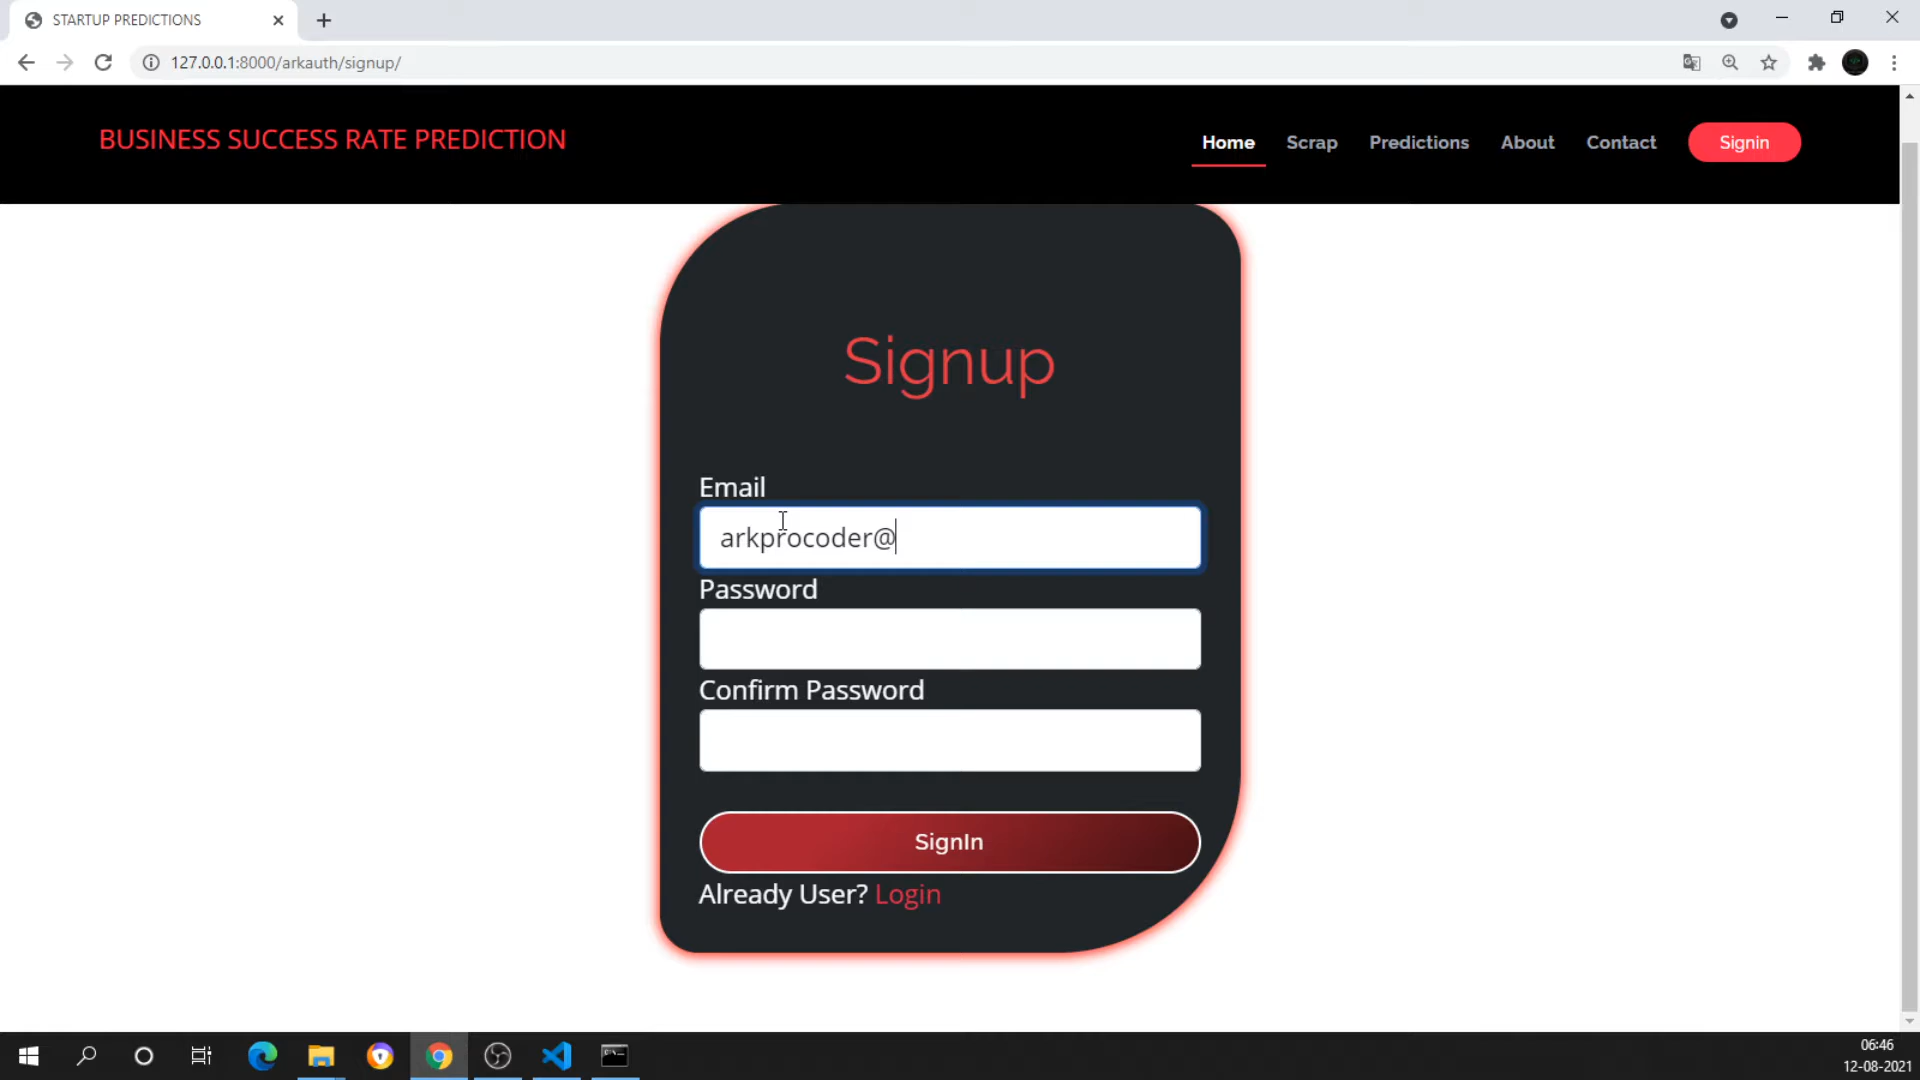 STARTUP PREDICTIONS
127.0.0.1:8000/arkauth/signup/
BUSINESS SUCCESS RATE PREDICTION
Home Scrap Predictions About Contact Signin
Signup
Email
arkprocoder@
Password
Confirm Password
SignIn
Already User? Login
06:46
12-08-2021